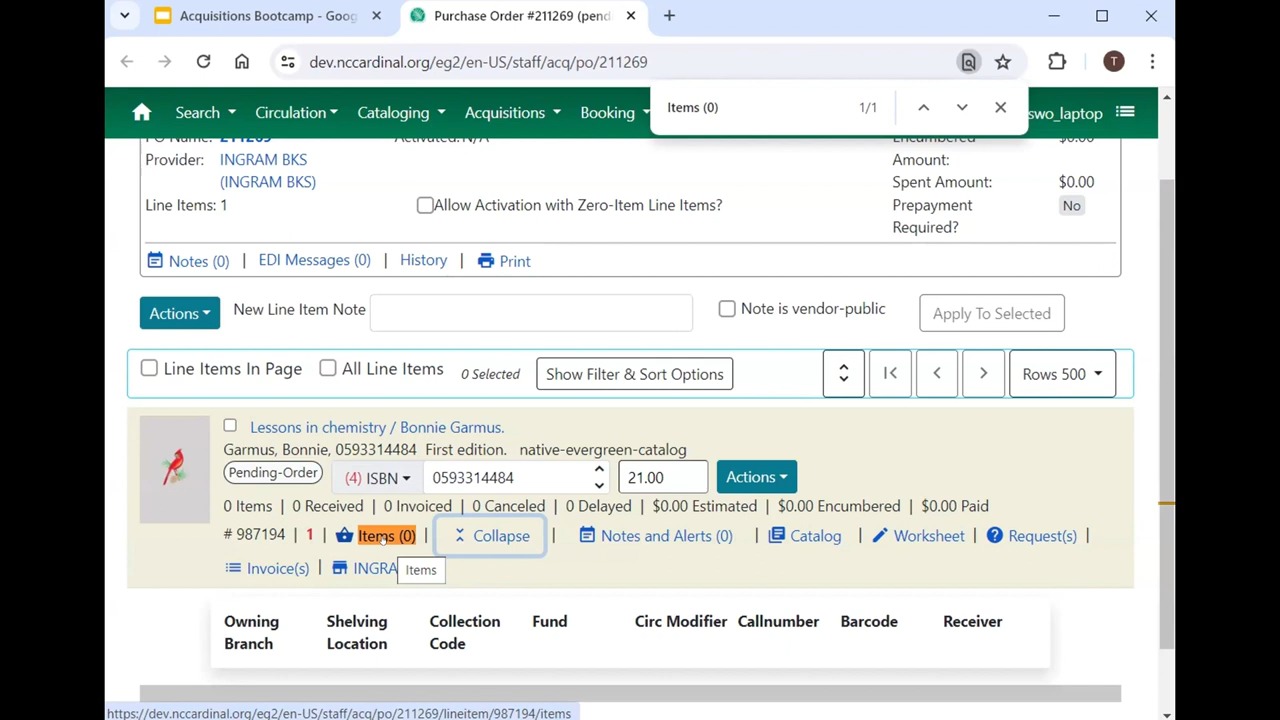 Acquisitions Bootcamp - Goog
Purchase Order #211269 (pend
dev.nccardinal.org/eg2/en-US/staff/acq/po/211269
T
Items (0) 1/1
Search Circulation Cataloging Acquisitions Booking swo_laptop
PO Name: 211269 Activated: N/A Encumbered $0.00
Provider: INGRAM BKS Amount:
(INGRAM BKS) Spent Amount: $0.00
Line Items: 1 Allow Activation with Zero-Item Line Items? Prepayment No
Required?
Notes (0) | EDI Messages (0) | History | Print
Actions New Line Item Note Note is vendor-public Apply To Selected
Line Items In Page All Line Items 0 Selected Show Filter & Sort Options Rows 500
Lessons in chemistry / Bonnie Garmus.
Garmus, Bonnie, 0593314484 First edition. native-evergreen-catalog
Pending-Order (4) ISBN 0593314484 21.00 Actions
0 Items | 0 Received | 0 Invoiced | 0 Canceled | 0 Delayed | $0.00 Estimated | $0.00 Encumbered | $0.00 Paid
# 987194 | 1 | Items (0) | Collapse | Notes and Alerts (0) | Catalog | Worksheet | Request(s) |
Invoice(s) | INGRA Items
Owning Shelving Collection Fund Circ Modifier Callnumber Barcode Receiver
Branch Location Code
https://dev.nccardinal.org/eg2/en-US/staff/acq/po/211269/lineitem/987194/items